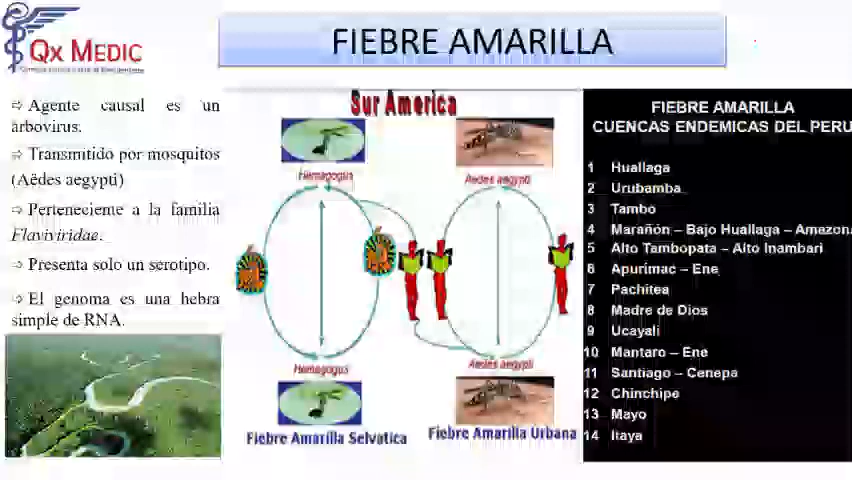 FIEBRE AMARILLA
Qx MEDIC
⇨ Agente causal es un
arbovirus.
⇨ Transmitido por mosquitos
(Aëdes aegypti)
⇨ Perteneciente a la familia
Flaviviridae.
⇨ Presenta solo un serotipo.
⇨ El genoma es una hebra
simple de RNA.
Sur America
Hemagogus
Aedes aegypti
Hemagogus
Aedes aegypti
Fiebre Amarilla Selvatica
Fiebre Amarilla Urbana
FIEBRE AMARILLA
CUENCAS ENDEMICAS DEL PERU
1 Huallaga
2 Urubamba
3 Tambo
4 Marañón – Bajo Huallaga – Amazon
5 Alto Tambopata – Alto Inambari
6 Apurimac – Ene
7 Pachitea
8 Madre de Dios
9 Ucayali
10 Mantaro – Ene
11 Santiago – Cenepa
12 Chinchipe
13 Mayo
14 Itaya